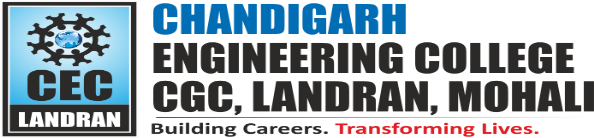 CEC
LANDRAN
CHANDIGARH
ENGINEERING COLLEGE
CGC, LANDRAN, MOHALI
Building Careers. Transforming Lives.